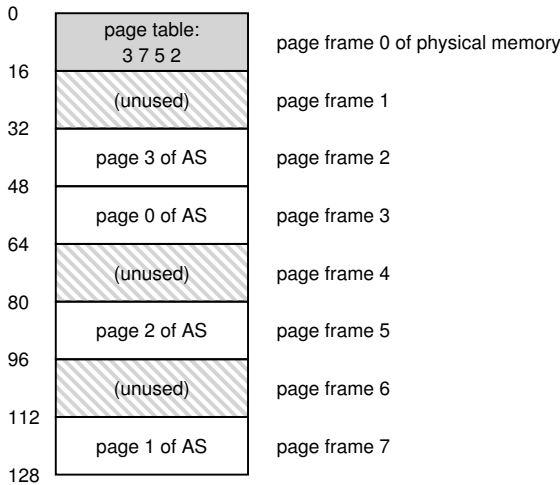 0
page table:
3 7 5 2
page frame 0 of physical memory
16
(unused)
page frame 1
32
page 3 of AS
page frame 2
48
page 0 of AS
page frame 3
64
(unused)
page frame 4
80
page 2 of AS
page frame 5
96
(unused)
page frame 6
112
page 1 of AS
page frame 7
128